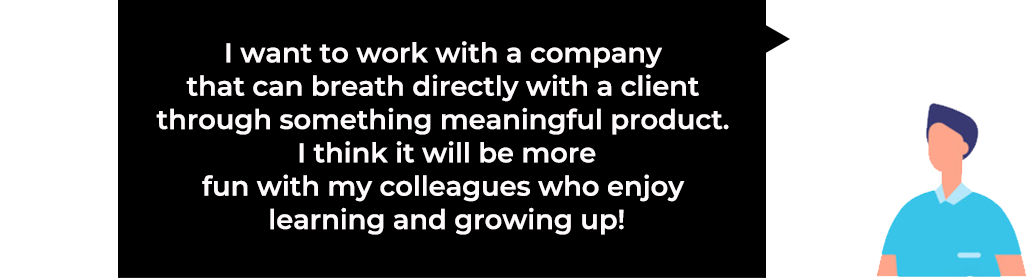 I want to work with a company
that can breath directly with a client
through something meaningful product.
I think it will be more
fun with my colleagues who enjoy
learning and growing up!